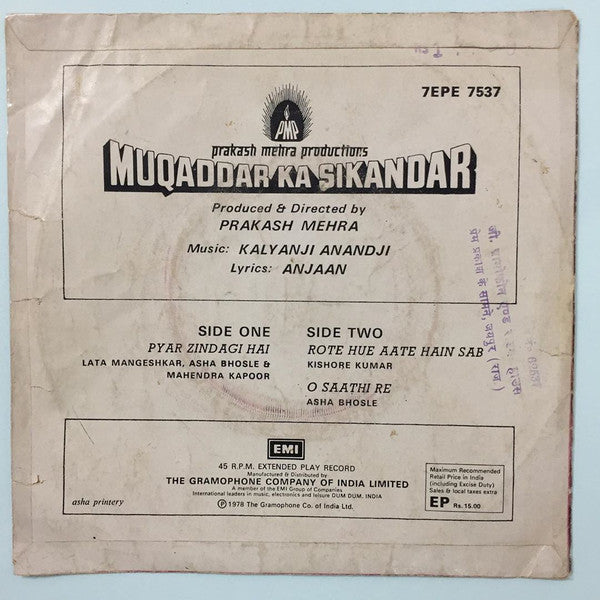 7EPE 7537
PMP
prakash mehra productions
MUQADDAR KA SIKANDAR
Produced & Directed by
PRAKASH MEHRA
Music: KALYANJI ANANDJI
Lyrics: ANJAAN
SIDE ONE
PYAR ZINDAGI HAI
LATA MANGESHKAR, ASHA BHOSLE &
MAHENDRA KAPOOR
SIDE TWO
ROTE HUE AATE HAIN SAB
KISHORE KUMAR
O SAATHI RE
ASHA BHOSLE
जी.
प्रेम प्रकाश के सामने, जयपुर (राज)
EMI
45 R.P.M. EXTENDED PLAY RECORD
Manufactured & Distributed by
THE GRAMOPHONE COMPANY OF INDIA LIMITED
A member of the EMI Group of Companies.
International leaders in music, electronics and leisure DUM DUM, INDIA
Ⓟ 1978 The Gramophone Co. of India Ltd.
asha printery
Maximum Recommended
Retail Price in India
(including Excise Duty)
Sales & local taxes extra
EP Rs. 15.00